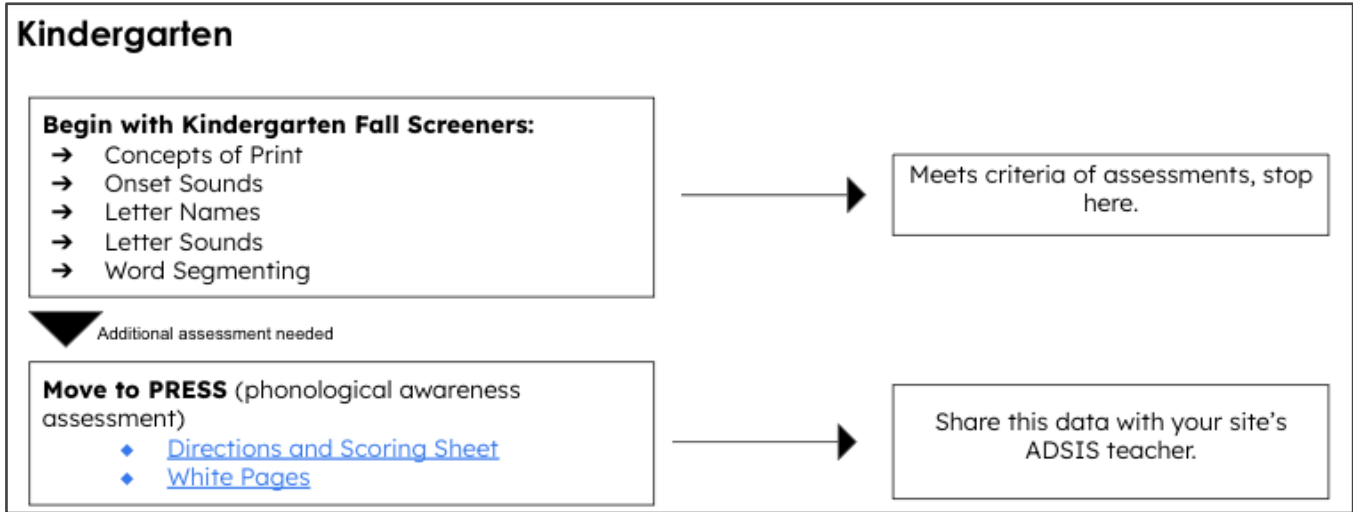 Kindergarten
Begin with Kindergarten Fall Screeners:
➔ Concepts of Print
➔ Onset Sounds
➔ Letter Names
➔ Letter Sounds
➔ Word Segmenting
Meets criteria of assessments, stop
here.
Additional assessment needed
Move to PRESS (phonological awareness
assessment)
◆ Directions and Scoring Sheet
◆ White Pages
Share this data with your site's
ADSIS teacher.